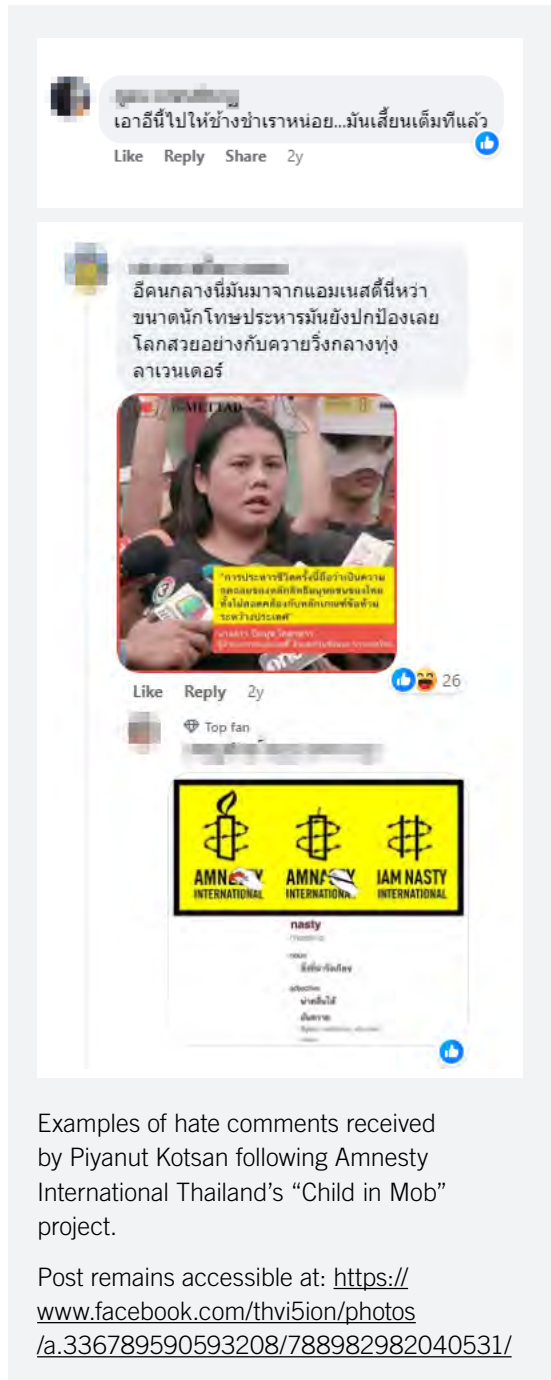 เอาอีนี้ไปให้ช้างชำเราหน่อย...มันเสี้ยนเต็มทีแล้ว
Like Reply Share 2y
อีคนกลางนี่มันมาจากแอมเนสตี้นี่หว่า
ขนาดนักโทษประหารมันยังปกป้องเลย
โลกสวยอย่างกับควายวิ่งกลางทุ่ง
ลาเวนเดอร์
"การประหารชีวิตครั้งนี้ถือว่าเป็นความ
ถดถอยของหลักสิทธิมนุษยชนของไทย
ทั้งไม่สอดคล้องกับหลักเกณฑ์ข้อห้าม
ระหว่างประเทศ"
Like Reply 2y
26
Top fan
AMNESTY INTERNATIONAL
INTERNATIONAL
IAM NASTY INTERNATIONAL
nasty
noun
adjective
Examples of hate comments received
by Piyanut Kotsan following Amnesty
International Thailand's “Child in Mob”
project.
Post remains accessible at: https://
www.facebook.com/thvi5ion/photos
/a.336789590593208/788982982040531/